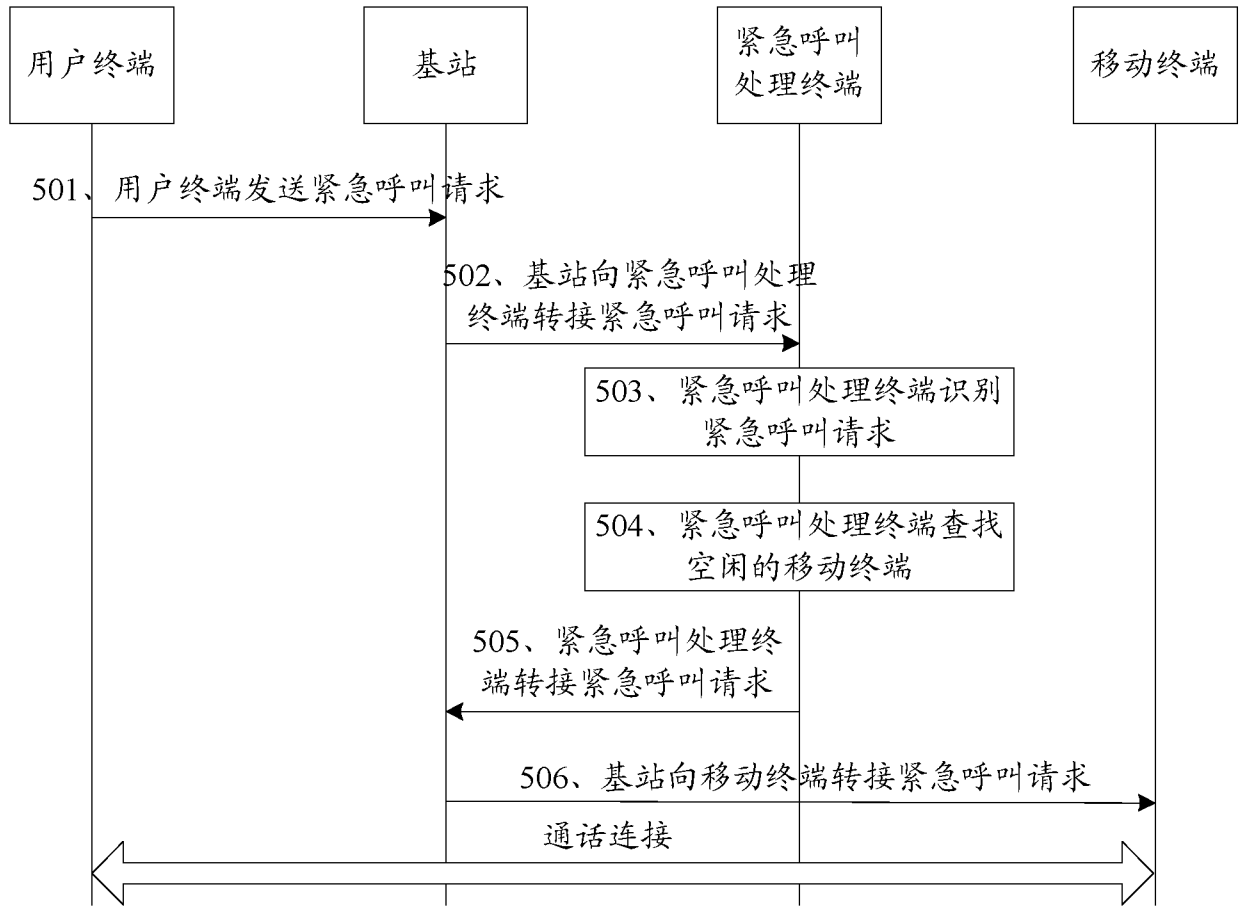 用户终端
基站
紧急呼叫
处理终端
移动终端
501、用户终端发送紧急呼叫请求
502、基站向紧急呼叫处理
终端转接紧急呼叫请求
503、紧急呼叫处理终端识别
紧急呼叫请求
504、紧急呼叫处理终端查找
空闲的移动终端
505、紧急呼叫处理终
端转接紧急呼叫请求
506、基站向移动终端转接紧急呼叫请求
通话连接